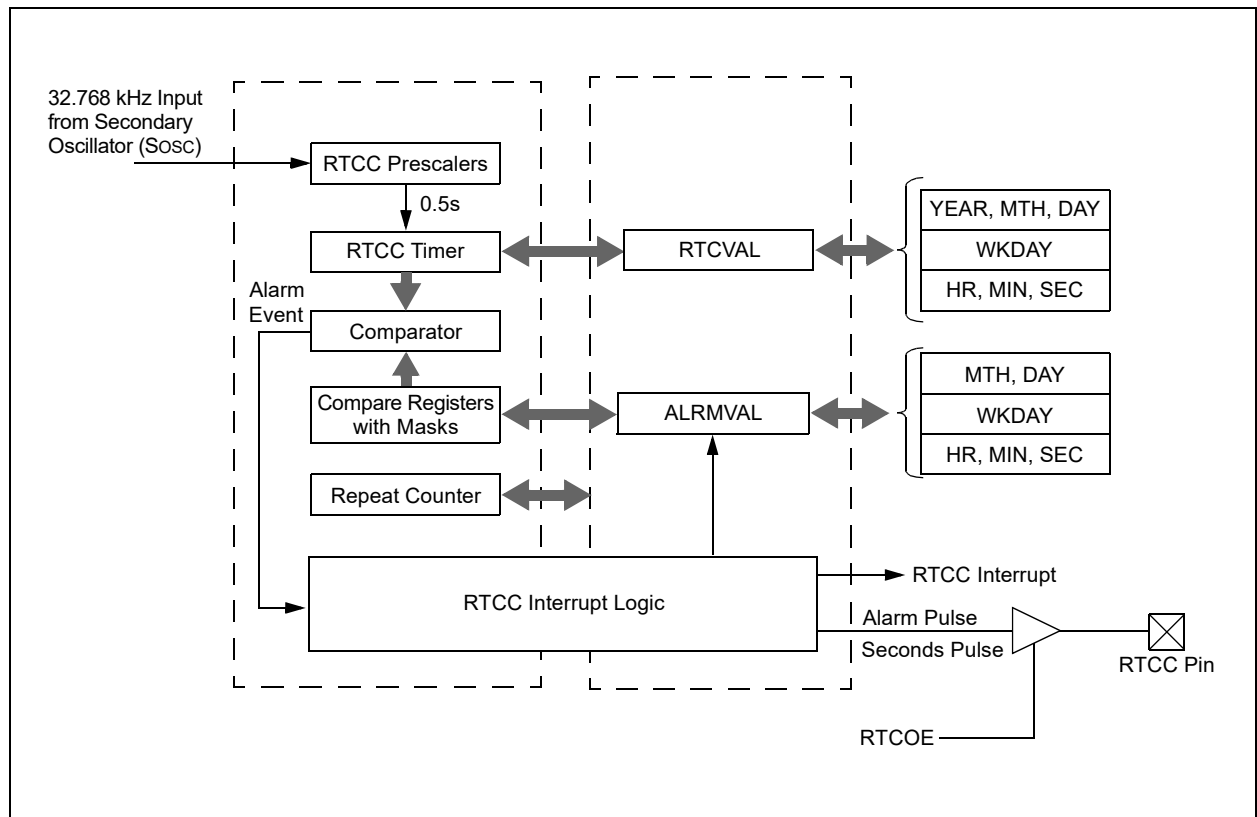 32.768 kHz Input
from Secondary
Oscillator (SOSC)
RTCC Prescalers
0.5s
RTCC Timer
RTCVAL
YEAR, MTH, DAY
WKDAY
HR, MIN, SEC
Alarm
Event
Comparator
Compare Registers
with Masks
ALRMVAL
MTH, DAY
WKDAY
HR, MIN, SEC
Repeat Counter
RTCC Interrupt Logic
RTCC Interrupt
Alarm Pulse
Seconds Pulse
RTCC Pin
RTCOE